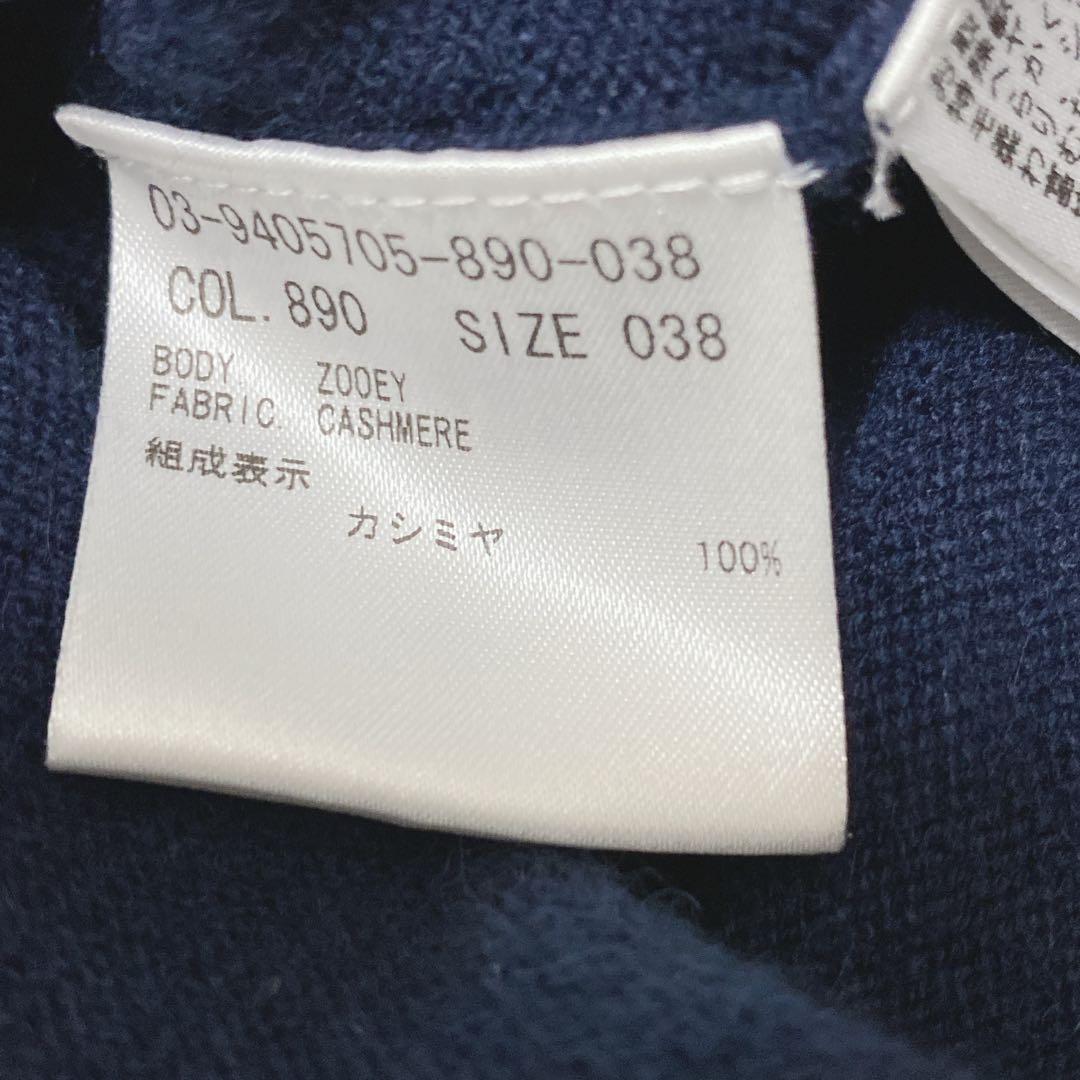 03-9405705-890-038
COL. 890 SIZE 038
BODY ZOOEY
FABRIC. CASHMERE
組成表示
カシミヤ 100%